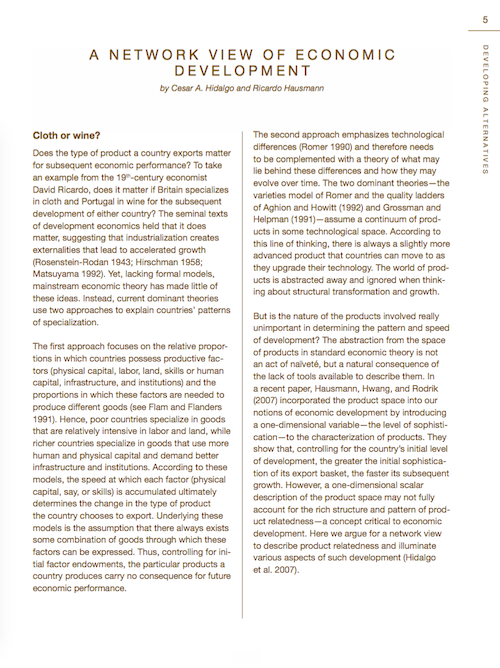 5
DEVELOPING ALTERNATIVES
A NETWORK VIEW OF ECONOMIC
DEVELOPMENT
by Cesar A. Hidalgo and Ricardo Hausmann
Cloth or wine?
Does the type of product a country exports matter
for subsequent economic performance? To take
an example from the 19th-century economist
David Ricardo, does it matter if Britain specializes
in cloth and Portugal in wine for the subsequent
development of either country? The seminal texts
of development economics held that it does
matter, suggesting that industrialization creates
externalities that lead to accelerated growth
(Rosenstein-Rodan 1943; Hirschman 1958;
Matsuyama 1992). Yet, lacking formal models,
mainstream economic theory has made little of
these ideas. Instead, current dominant theories
use two approaches to explain countries' patterns
of specialization.
The first approach focuses on the relative propor-
tions in which countries possess productive fac-
tors (physical capital, labor, land, skills or human
capital, infrastructure, and institutions) and the
proportions in which these factors are needed to
produce different goods (see Flam and Flanders
1991). Hence, poor countries specialize in goods
that are relatively intensive in labor and land, while
richer countries specialize in goods that use more
human and physical capital and demand better
infrastructure and institutions. According to these
models, the speed at which each factor (physical
capital, say, or skills) is accumulated ultimately
determines the change in the type of product
the country chooses to export. Underlying these
models is the assumption that there always exists
some combination of goods through which these
factors can be expressed. Thus, controlling for ini-
tial factor endowments, the particular products a
country produces carry no consequence for future
economic performance.
The second approach emphasizes technological
differences (Romer 1990) and therefore needs
to be complemented with a theory of what may
lie behind these differences and how they may
evolve over time. The two dominant theories—the
varieties model of Romer and the quality ladders
of Aghion and Howitt (1992) and Grossman and
Helpman (1991)—assume a continuum of prod-
ucts in some technological space. According to
this line of thinking, there is always a slightly more
advanced product that countries can move to as
they upgrade their technology. The world of prod-
ucts is abstracted away and ignored when think-
ing about structural transformation and growth.
But is the nature of the products involved really
unimportant in determining the pattern and speed
of development? The abstraction from the space
of products in standard economic theory is not
an act of naïveté, but a natural consequence of
the lack of tools available to describe them. In
a recent paper, Hausmann, Hwang, and Rodrik
(2007) incorporated the product space into our
notions of economic development by introducing
a one-dimensional variable—the level of sophisti-
cation—to the characterization of products. They
show that, controlling for the country's initial level
of development, the greater the initial sophistica-
tion of its export basket, the faster its subsequent
growth. However, a one-dimensional scalar
description of the product space may not fully
account for the rich structure and pattern of prod-
uct relatedness—a concept critical to economic
development. Here we argue for a network view
to describe product relatedness and illuminate
various aspects of such development (Hidalgo
et al. 2007).